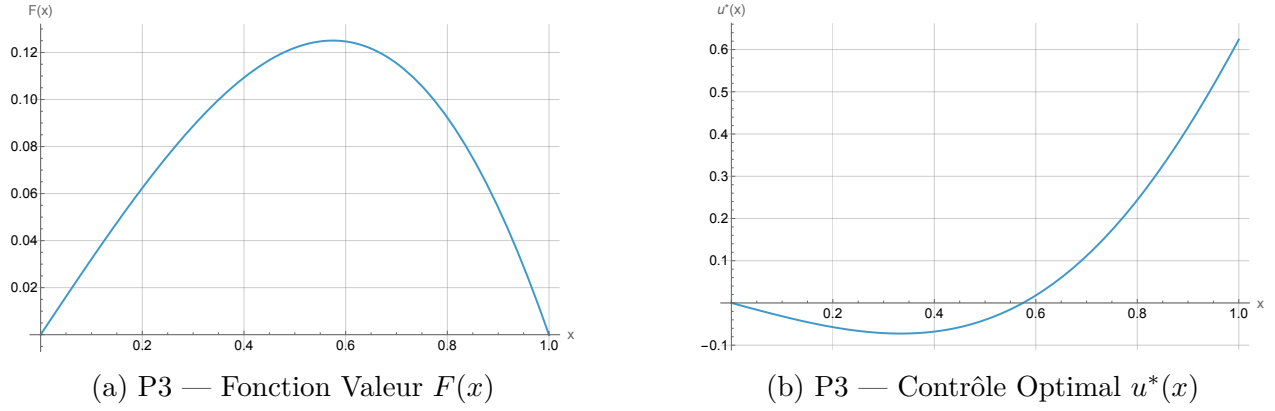 F(x)
0.12
0.10
0.08
0.06
0.04
0.02
0.2 0.4 0.6 0.8 1.0 x
(a) P3 — Fonction Valeur F(x)
u*(x)
0.6
0.5
0.4
0.3
0.2
0.1
-0.1
0.2 0.4 0.6 0.8 1.0 x
(b) P3 — Contrôle Optimal u*(x)